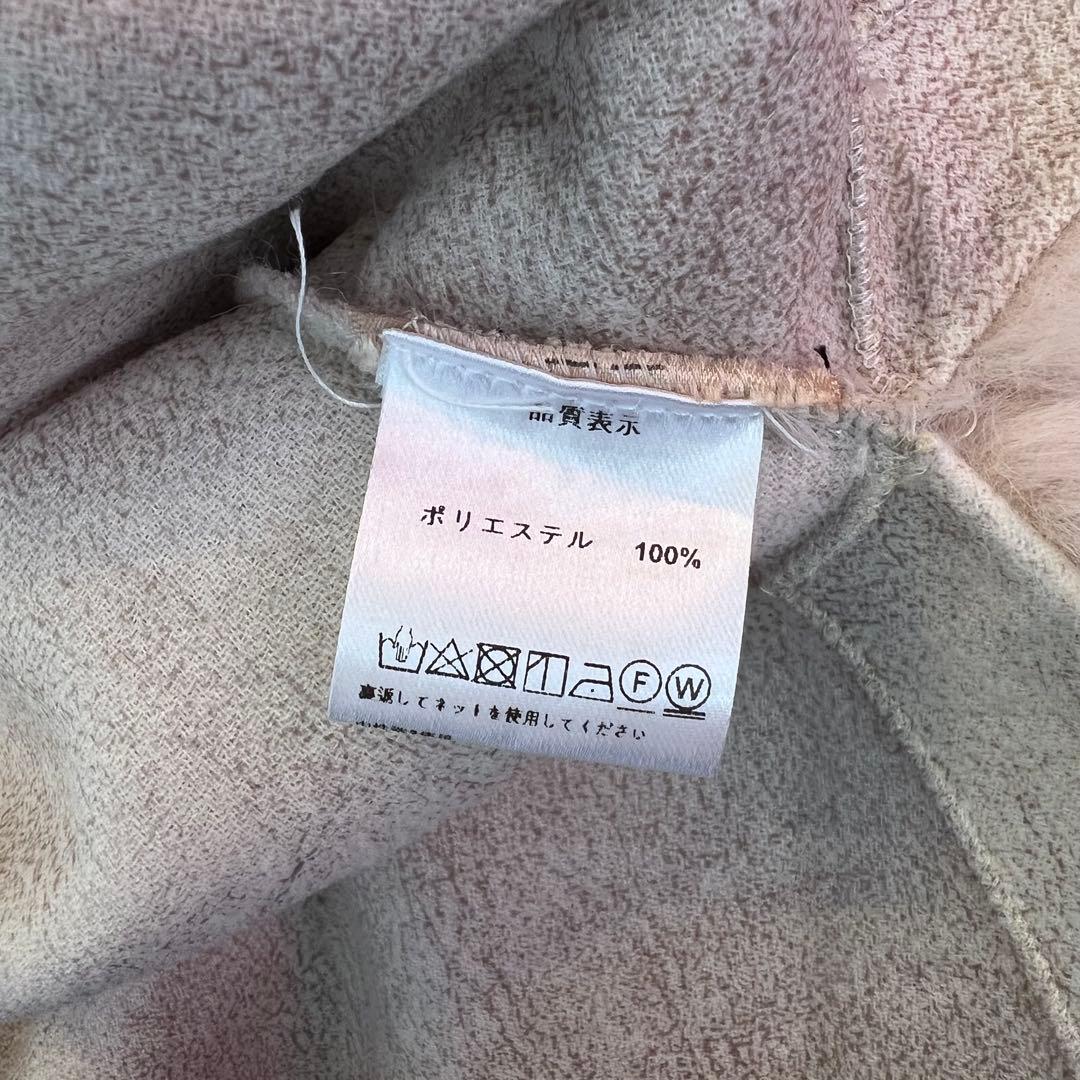 品質表示
ポリエステル 100%
F W
裏返してネットを使用してください